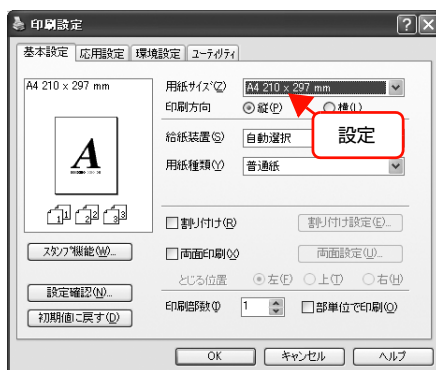 印刷設定
基本設定 応用設定 環境設定 ユーティリティ
A4 210 x 297 mm
用紙サイズ(Z) A4 210 x 297 mm
印刷方向 縦(P) 横(L)
給紙装置(S) 自動選択
設定
用紙種類(Y) 普通紙
A
1 2 3
割り付け(R) 割り付け設定(E)...
スタンプ機能(W)...
両面印刷(X) 両面設定(U)...
とじる位置 左(F) 上(T) 右(H)
設定確認(N)...
印刷部数(I) 1 部単位で印刷(O)
初期値に戻す(D)
OK キャンセル ヘルプ